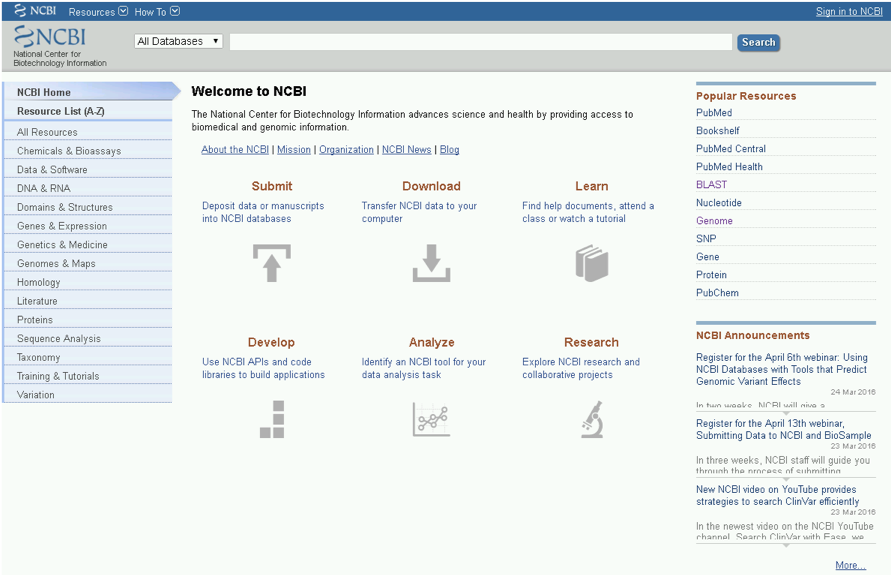 NCBI Resources How To Sign in to NCBI
NCBI
National Center for
Biotechnology Information
All Databases
Search
NCBI Home
Resource List (A-Z)
All Resources
Chemicals & Bioassays
Data & Software
DNA & RNA
Domains & Structures
Genes & Expression
Genetics & Medicine
Genomes & Maps
Homology
Literature
Proteins
Sequence Analysis
Taxonomy
Training & Tutorials
Variation
Welcome to NCBI
The National Center for Biotechnology Information advances science and health by providing access to
biomedical and genomic information.
About the NCBI | Mission | Organization | NCBI News | Blog
Submit
Deposit data or manuscripts
into NCBI databases
Download
Transfer NCBI data to your
computer
Learn
Find help documents, attend a
class or watch a tutorial
Develop
Use NCBI APIs and code
libraries to build applications
Analyze
Identify an NCBI tool for your
data analysis task
Research
Explore NCBI research and
collaborative projects
Popular Resources
PubMed
Bookshelf
PubMed Central
PubMed Health
BLAST
Nucleotide
Genome
SNP
Gene
Protein
PubChem
NCBI Announcements
Register for the April 6th webinar: Using
NCBI Databases with Tools that Predict
Genomic Variant Effects
24 Mar 2016
In two weeks, NCBI will give a
Register for the April 13th webinar,
Submitting Data to NCBI and BioSample
23 Mar 2016
In three weeks, NCBI staff will guide you
through the process of submitting
New NCBI video on YouTube provides
strategies to search ClinVar efficiently
23 Mar 2016
In the newest video on the NCBI YouTube
channel, Search ClinVar with Ease, we
More...